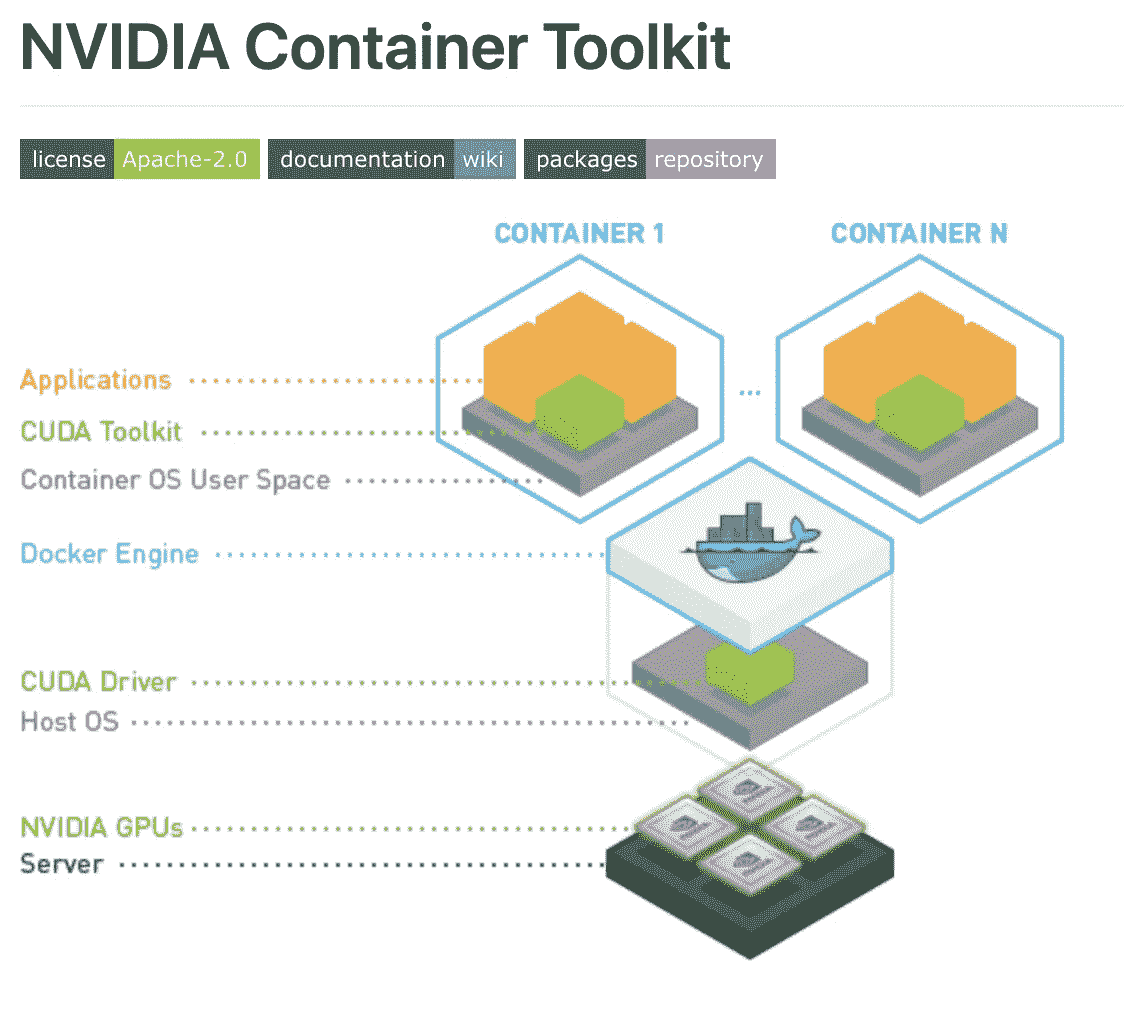 NVIDIA Container Toolkit
license Apache-2.0 documentation wiki packages repository
CONTAINER 1 CONTAINER N
Applications
...
CUDA Toolkit
Container OS User Space
Docker Engine
CUDA Driver
Host OS
NVIDIA GPUs
Server